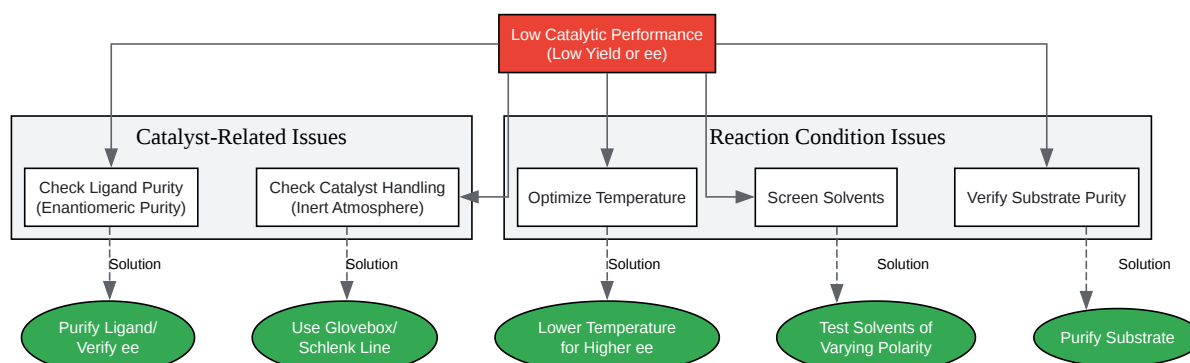 Low Catalytic Performance
(Low Yield or ee)
Catalyst-Related Issues
Reaction Condition Issues
Check Ligand Purity
(Enantiomeric Purity)
Check Catalyst Handling
(Inert Atmosphere)
Optimize Temperature
Screen Solvents
Verify Substrate Purity
Solution
Solution
Solution
Solution
Solution
Purify Ligand/
Verify ee
Use Glovebox/
Schlenk Line
Lower Temperature
for Higher ee
Test Solvents of
Varying Polarity
Purify Substrate